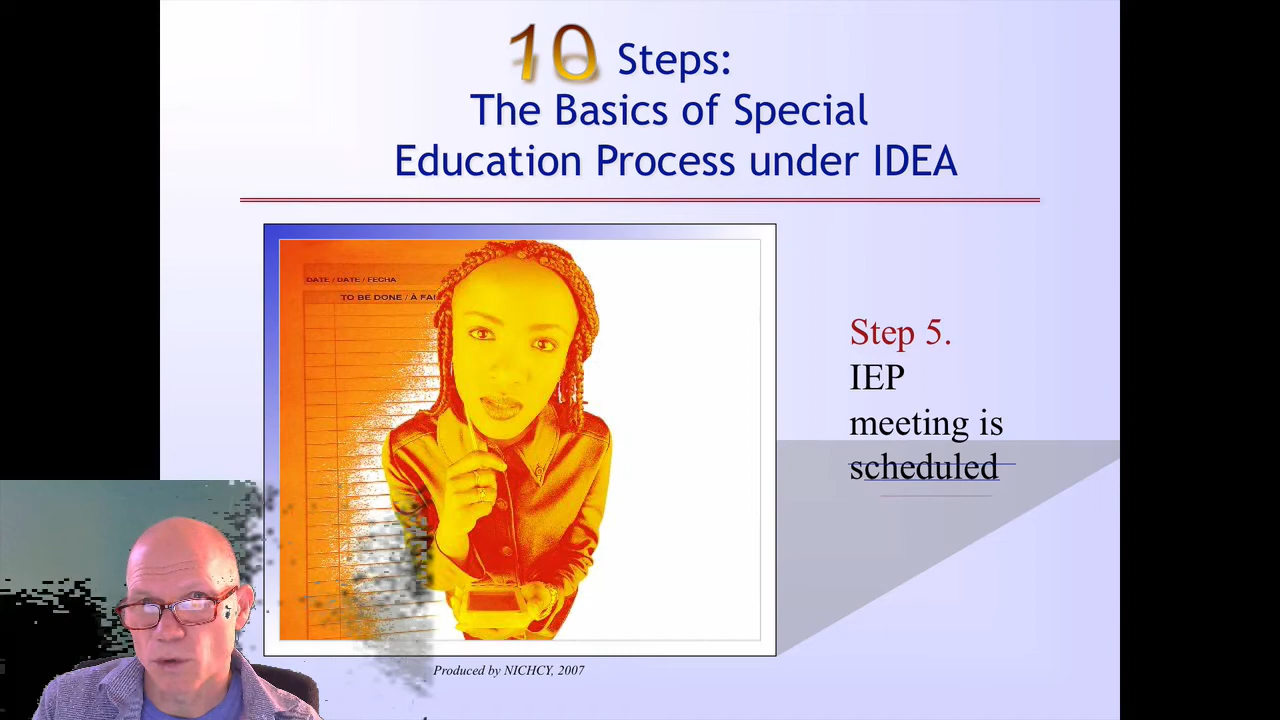 10 Steps:
The Basics of Special
Education Process under IDEA
DATE / DATE / FECHA
TO BE DONE / À FAI
Step 5.
IEP
meeting is
scheduled
Produced by NICHCY, 2007